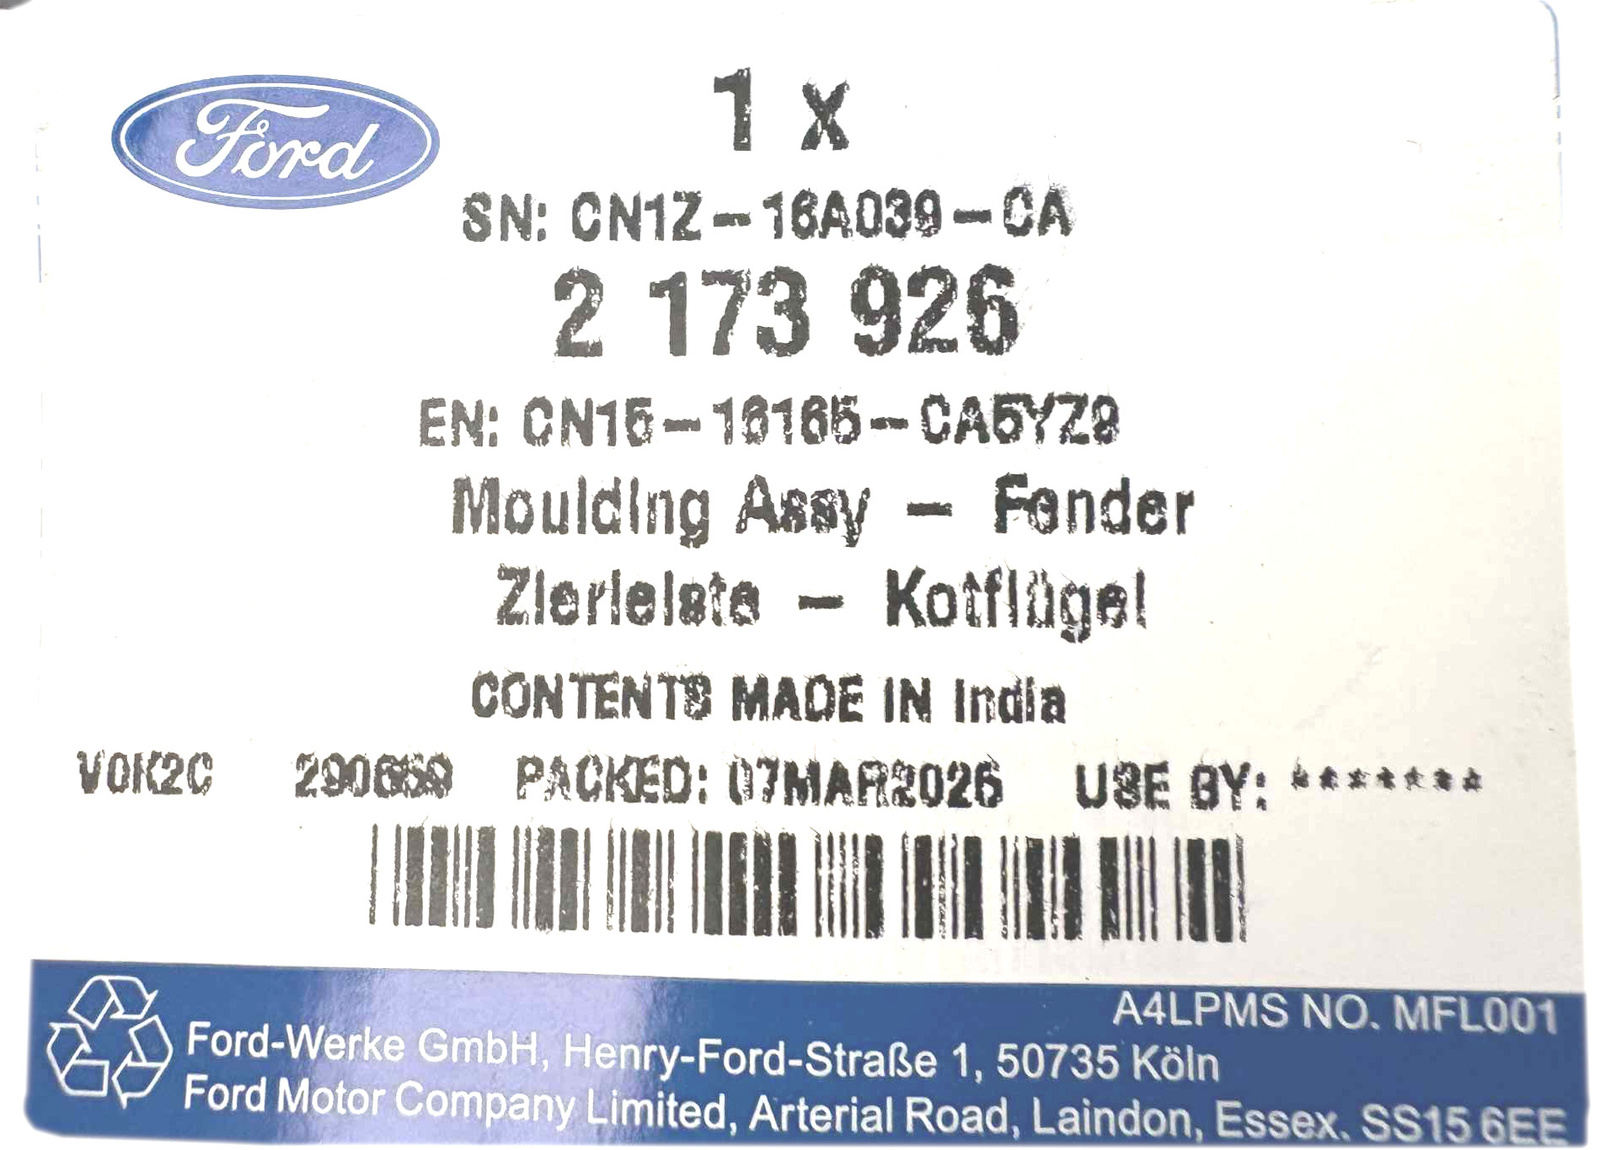 Ford
1 x
SN: CN1Z-16A039-CA
2 173 926
EN: CN15-16165-CA5YZ9
Moulding Assy - Fender
Zierleiste - Kotflügel
CONTENTS MADE IN India
V0K2C PACKED: 07MAR2026 USE BY: *******
A4LPMS NO. MFL001
Ford-Werke GmbH, Henry-Ford-Straße 1, 50735 Köln
Ford Motor Company Limited, Arterial Road, Laindon, Essex. SS15 6EE